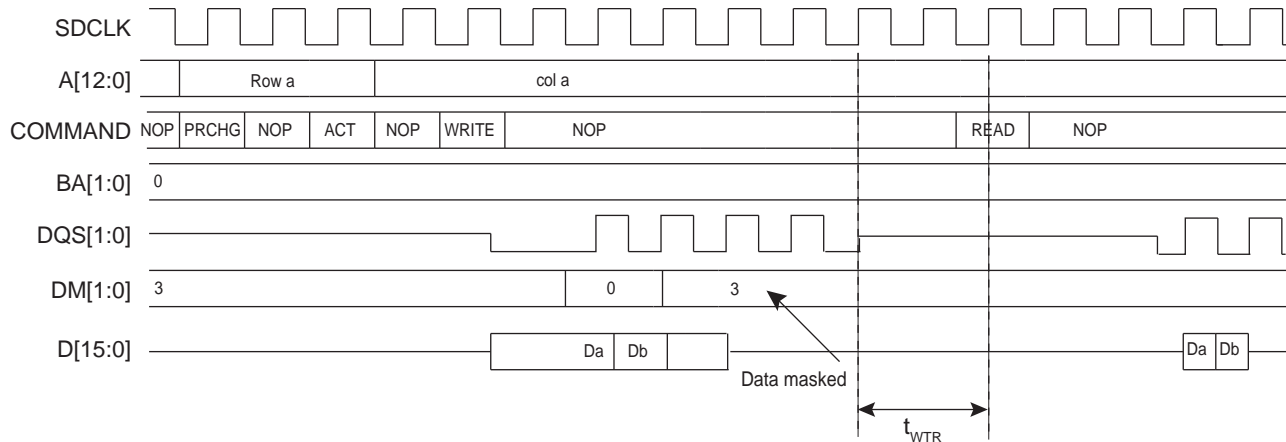 SDCLK
A[12:0] Row a col a
COMMAND NOP PRCHG NOP ACT NOP WRITE NOP READ NOP
BA[1:0] 0
DQS[1:0]
DM[1:0] 3 0 3
D[15:0] Da Db Da Db
Data masked
tWTR